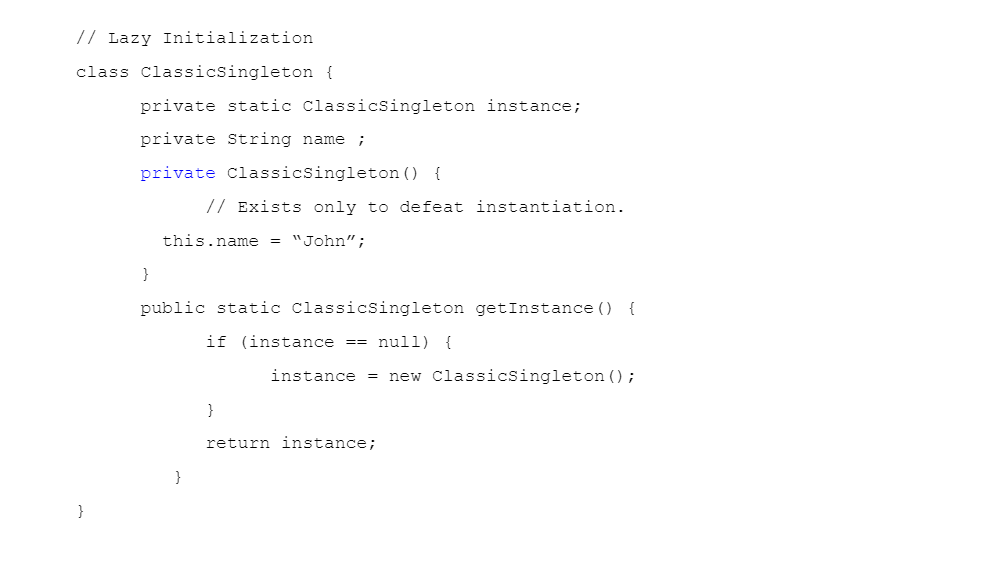 // Lazy Initialization
class ClassicSingleton {
private static ClassicSingleton instance;
private String name ;
private ClassicSingleton() {
// Exists only to defeat instantiation.
this.name = “John”;
}
public static ClassicSingleton getInstance() {
if (instance == null) {
instance = new ClassicSingleton();
}
return instance;
}
}